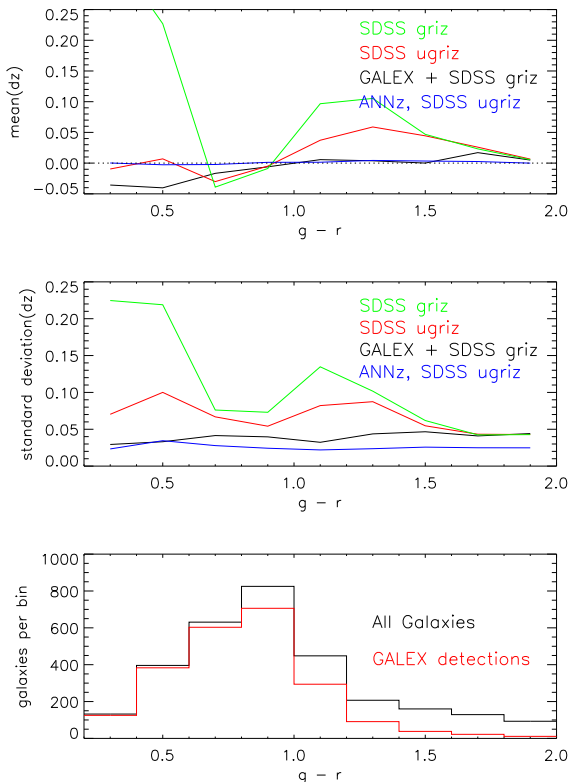 0.25
0.20
0.15
0.10
0.05
0.00
−0.05
mean(dz)
SDSS griz
SDSS ugriz
GALEX + SDSS griz
ANNz, SDSS ugriz
0.5 1.0 1.5 2.0
g − r
0.25
0.20
0.15
0.10
0.05
0.00
standard deviation(dz)
SDSS griz
SDSS ugriz
GALEX + SDSS griz
ANNz, SDSS ugriz
0.5 1.0 1.5 2.0
g − r
1000
800
600
400
200
0
galaxies per bin
All Galaxies
GALEX detections
0.5 1.0 1.5 2.0
g − r